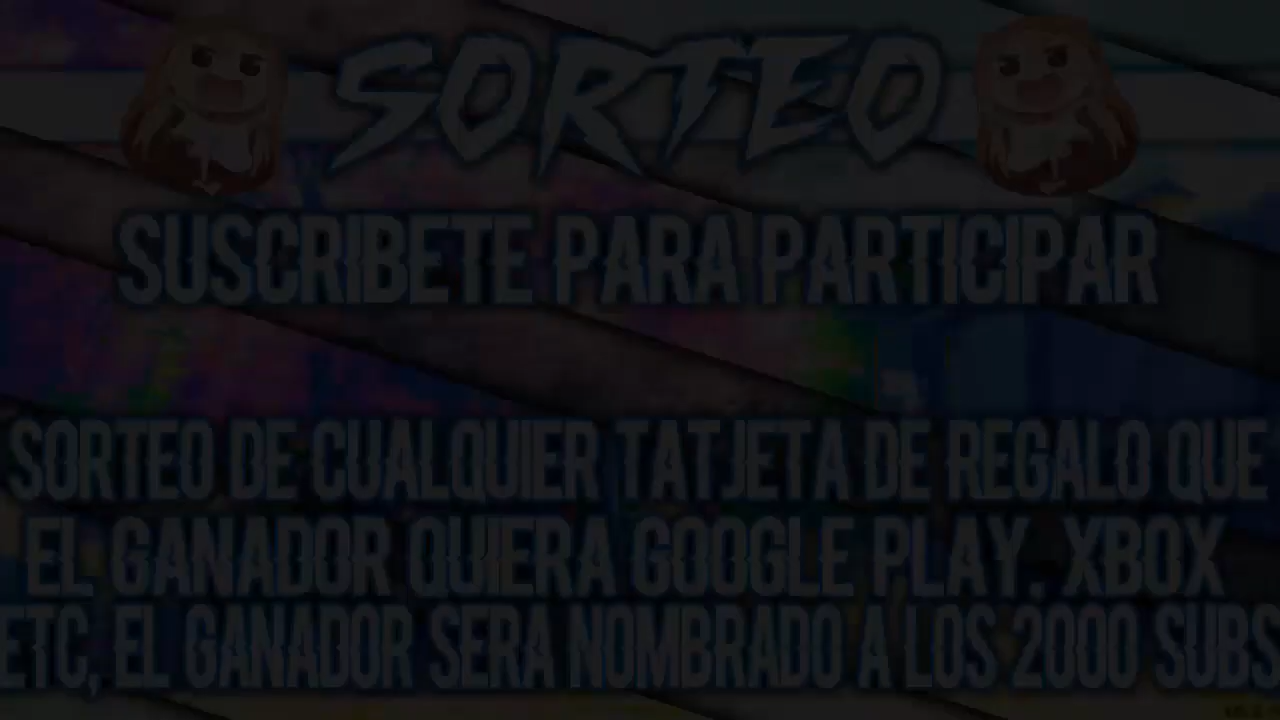 SORTEO
SUSCRIBETE PARA PARTICIPAR
SORTEO DE CUALQUIER TATJETA DE REGALO QUE
EL GANADOR QUIERA GOOGLE PLAY, XBOX
ETC, EL GANADOR SERA NOMBRADO A LOS 2000 SUBS